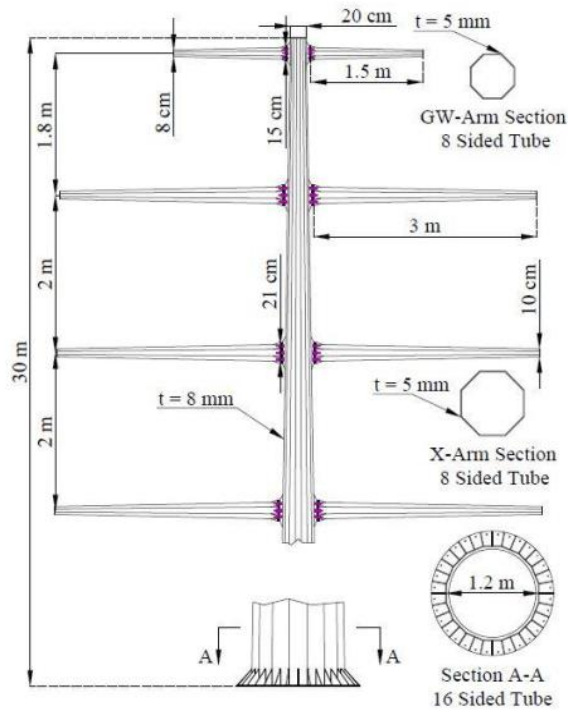 20 cm
t = 5 mm
1.5 m
8 cm
15 cm
GW-Arm Section
8 Sided Tube
1.8 m
3 m
2 m
21 cm
10 cm
30 m
t = 5 mm
t = 8 mm
2 m
X-Arm Section
8 Sided Tube
1.2 m
A
A
Section A-A
16 Sided Tube